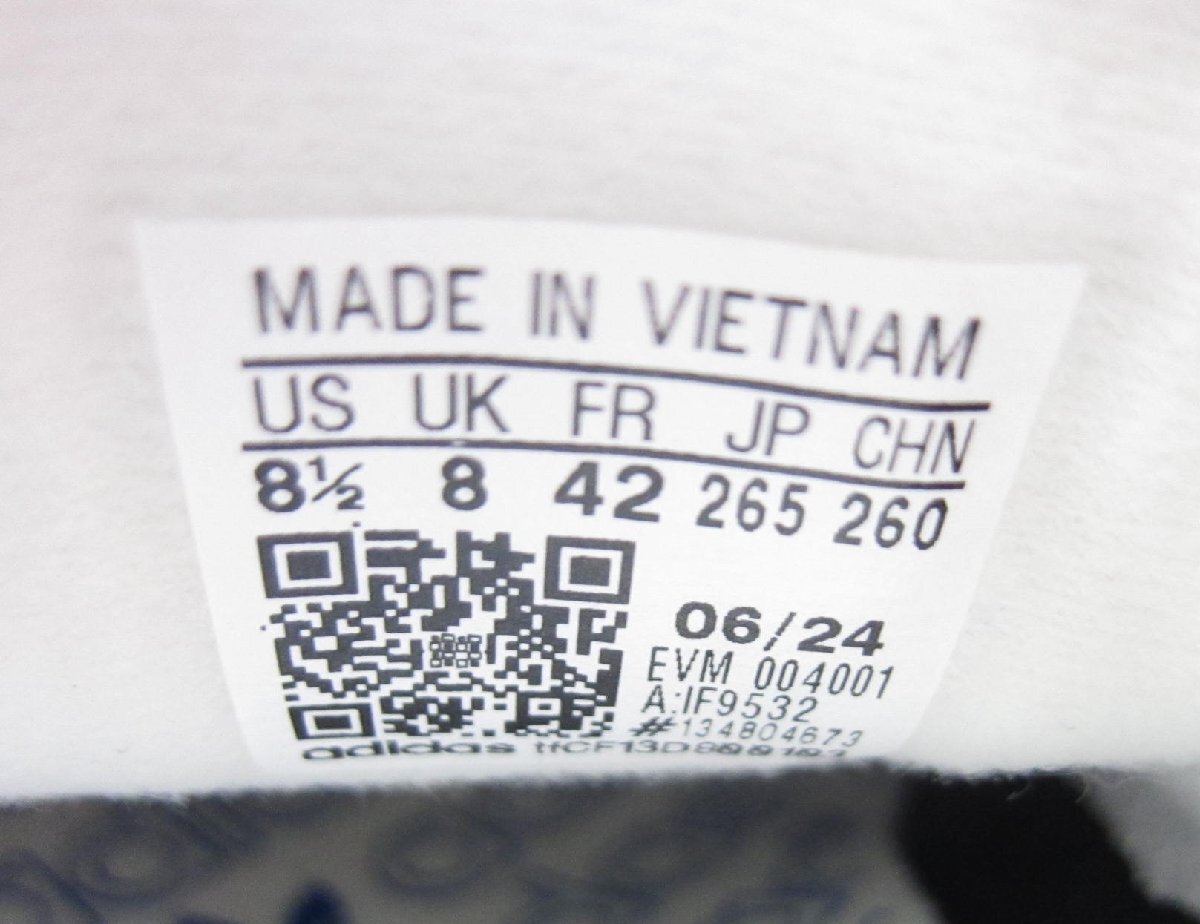 MADE IN VIETNAM
US UK FR JP CHN
8½ 8 42 265 260
06/24
EVM 004001
A:IF9532
#134804673
adidas